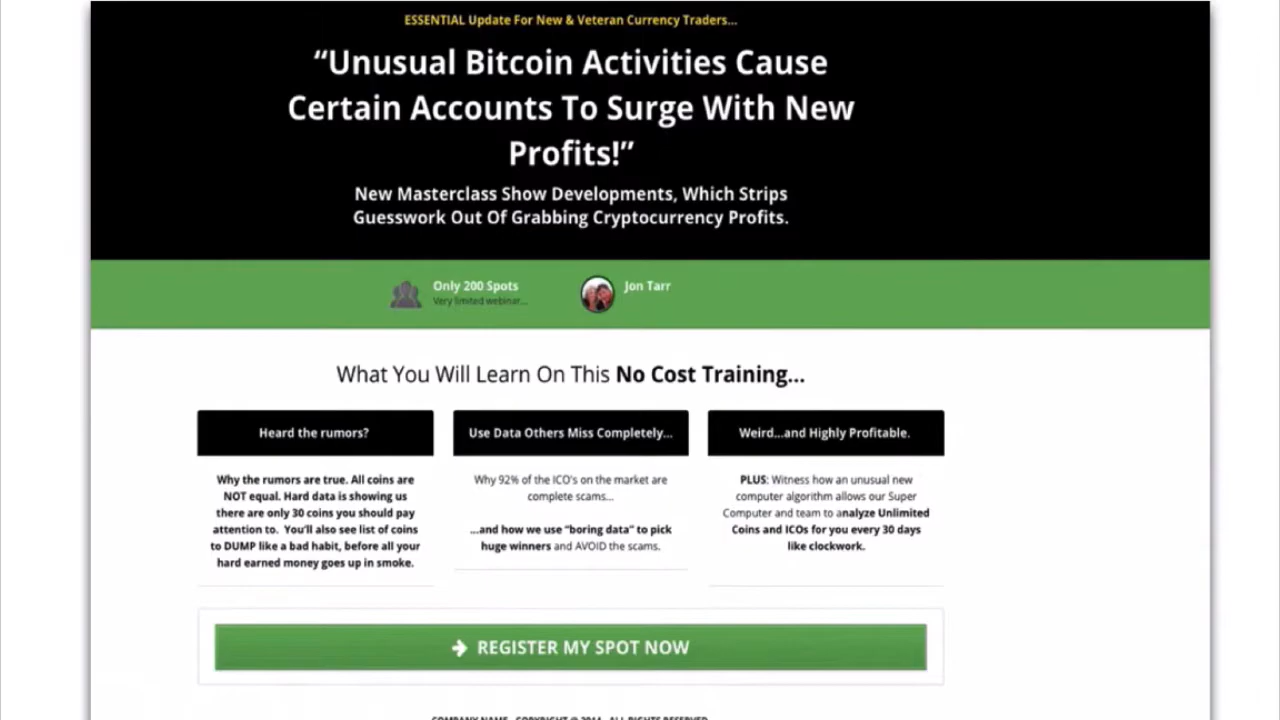 ESSENTIAL Update For New & Veteran Currency Traders...
“Unusual Bitcoin Activities Cause
Certain Accounts To Surge With New
Profits!”
New Masterclass Show Developments, Which Strips
Guesswork Out Of Grabbing Cryptocurrency Profits.
Only 200 Spots
Very limited webinar...
Jon Tarr
What You Will Learn On This No Cost Training...
Heard the rumors?
Why the rumors are true. All coins are
NOT equal. Hard data is showing us
there are only 30 coins you should pay
attention to. You'll also see list of coins
to DUMP like a bad habit, before all your
hard earned money goes up in smoke.
Use Data Others Miss Completely...
Why 92% of the ICO's on the market are
complete scams...
...and how we use “boring data” to pick
huge winners and AVOID the scams.
Weird...and Highly Profitable.
PLUS: Witness how an unusual new
computer algorithm allows our Super
Computer and team to analyze Unlimited
Coins and ICOs for you every 30 days
like clockwork.
REGISTER MY SPOT NOW
COMPANY NAME - COPYRIGHT @ 2014 - ALL RIGHTS RESERVED